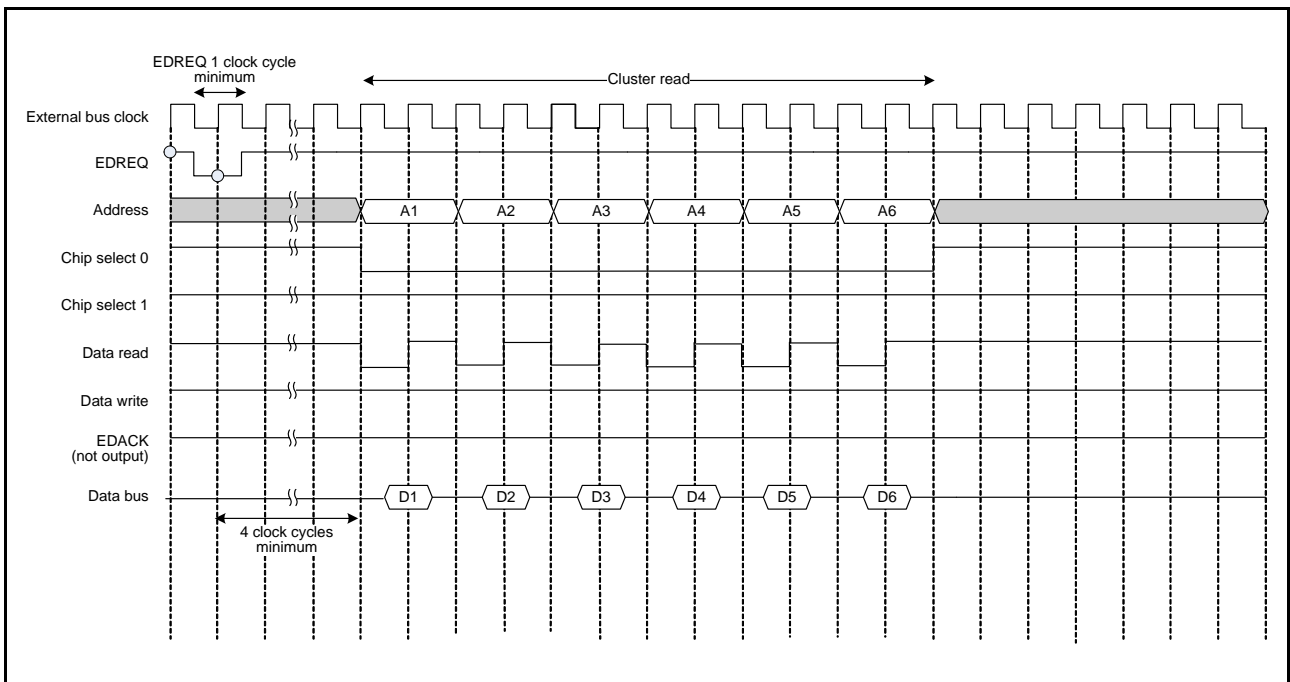 EDREQ 1 clock cycle
minimum
Cluster read
External bus clock
EDREQ
Address
A1 A2 A3 A4 A5 A6
Chip select 0
Chip select 1
Data read
Data write
EDACK
(not output)
Data bus
D1 D2 D3 D4 D5 D6
4 clock cycles
minimum